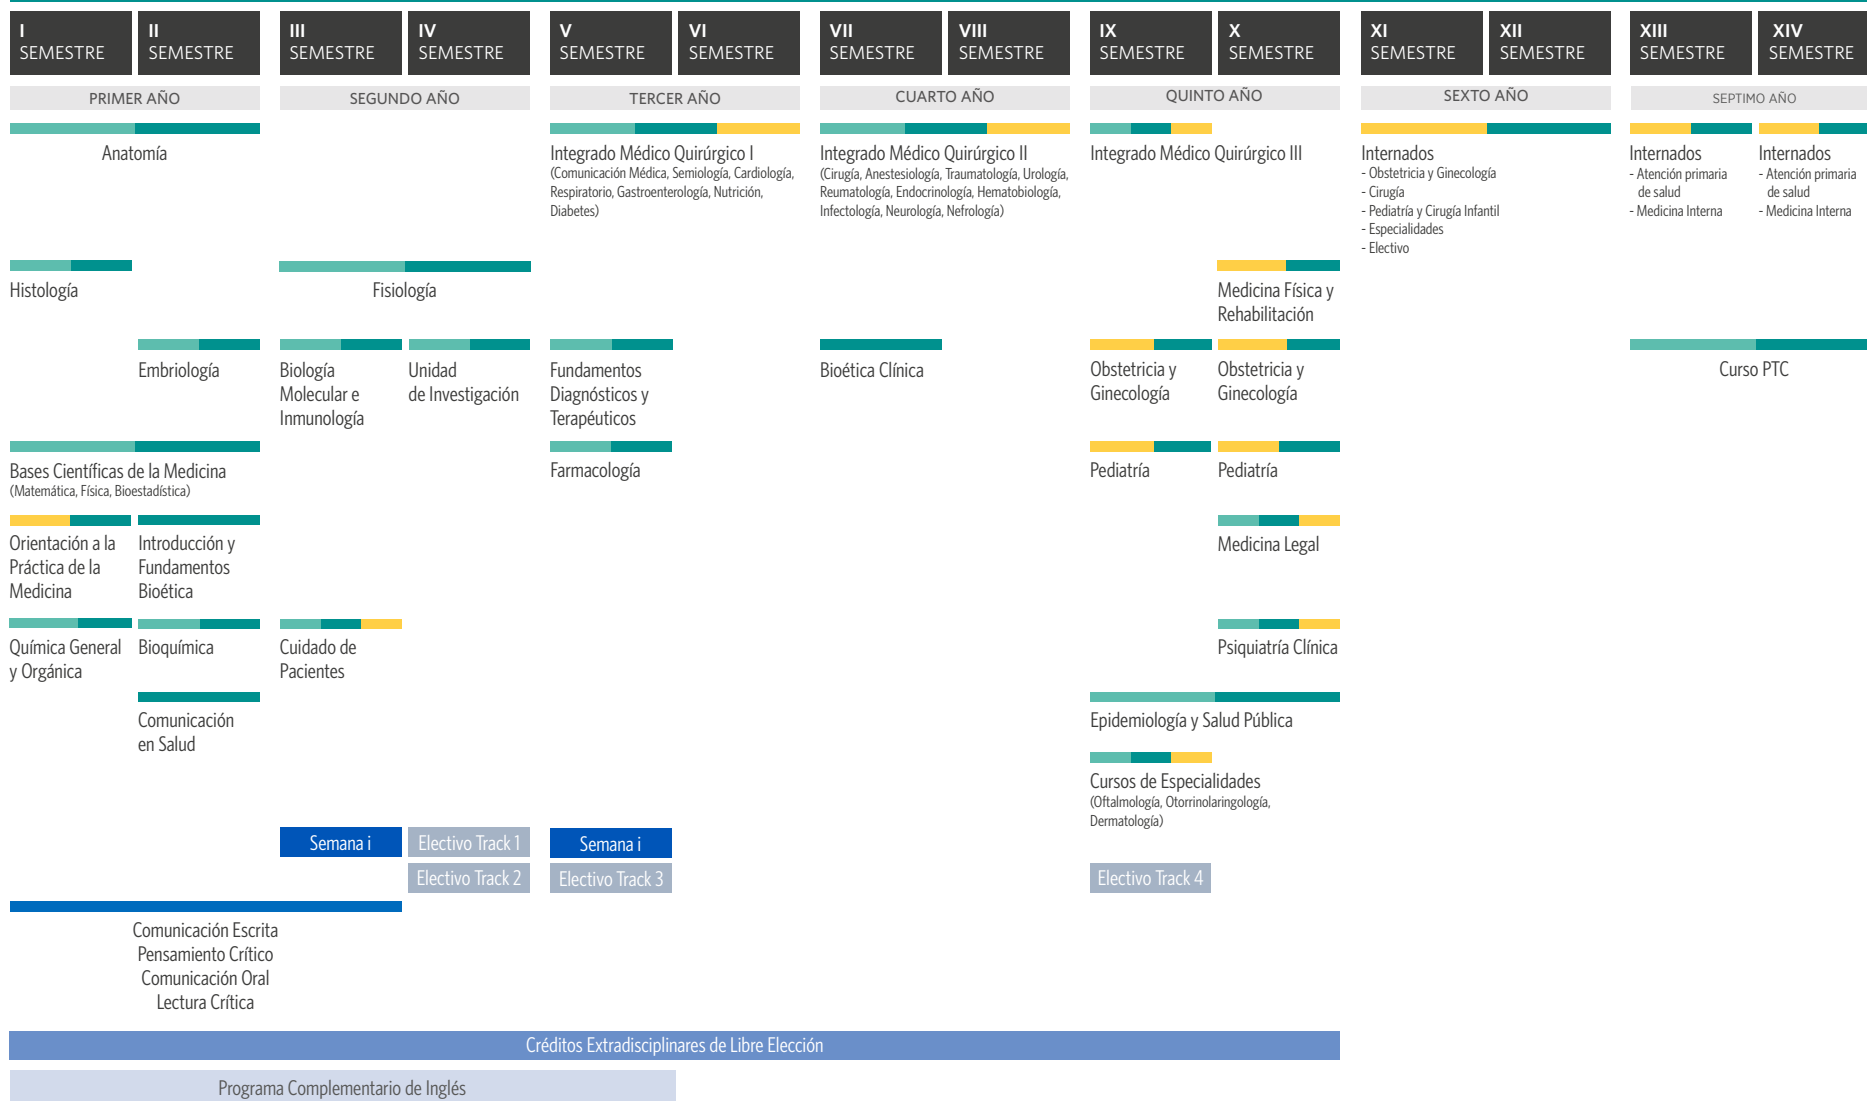 I
SEMESTRE
II
SEMESTRE
III
SEMESTRE
IV
SEMESTRE
V
SEMESTRE
VI
SEMESTRE
VII
SEMESTRE
VIII
SEMESTRE
IX
SEMESTRE
X
SEMESTRE
XI
SEMESTRE
XII
SEMESTRE
XIII
SEMESTRE
XIV
SEMESTRE
PRIMER AÑO
SEGUNDO AÑO
TERCER AÑO
CUARTO AÑO
QUINTO AÑO
SEXTO AÑO
SEPTIMO AÑO
Anatomía
Integrado Médico Quirúrgico I
(Comunicación Médica, Semiología, Cardiología,
Respiratorio, Gastroenterología, Nutrición,
Diabetes)
Integrado Médico Quirúrgico II
(Cirugía, Anestesiología, Traumatología, Urología,
Reumatología, Endocrinología, Hematobiología,
Infectología, Neurología, Nefrología)
Integrado Médico Quirúrgico III
Internados
- Obstetricia y Ginecología
- Cirugía
- Pediatría y Cirugía Infantil
- Especialidades
- Electivo
Internados
- Atención primaria
de salud
- Medicina Interna
Internados
- Atención primaria
de salud
- Medicina Interna
Histología
Fisiología
Medicina Física y
Rehabilitación
Embriología
Biología
Molecular e
Inmunología
Unidad
de Investigación
Fundamentos
Diagnósticos y
Terapéuticos
Bioética Clínica
Obstetricia y
Ginecología
Obstetricia y
Ginecología
Curso PTC
Bases Científicas de la Medicina
(Matemática, Física, Bioestadística)
Farmacología
Pediatría
Pediatría
Orientación a la
Práctica de la
Medicina
Introducción y
Fundamentos
Bioética
Medicina Legal
Química General
y Orgánica
Bioquímica
Cuidado de
Pacientes
Psiquiatría Clínica
Comunicación
en Salud
Epidemiología y Salud Pública
Cursos de Especialidades
(Oftalmología, Otorrinolaringología,
Dermatología)
Semana i
Electivo Track 1
Semana i
Electivo Track 2
Electivo Track 3
Electivo Track 4
Comunicación Escrita
Pensamiento Crítico
Comunicación Oral
Lectura Crítica
Créditos Extradisciplinares de Libre Elección
Programa Complementario de Inglés